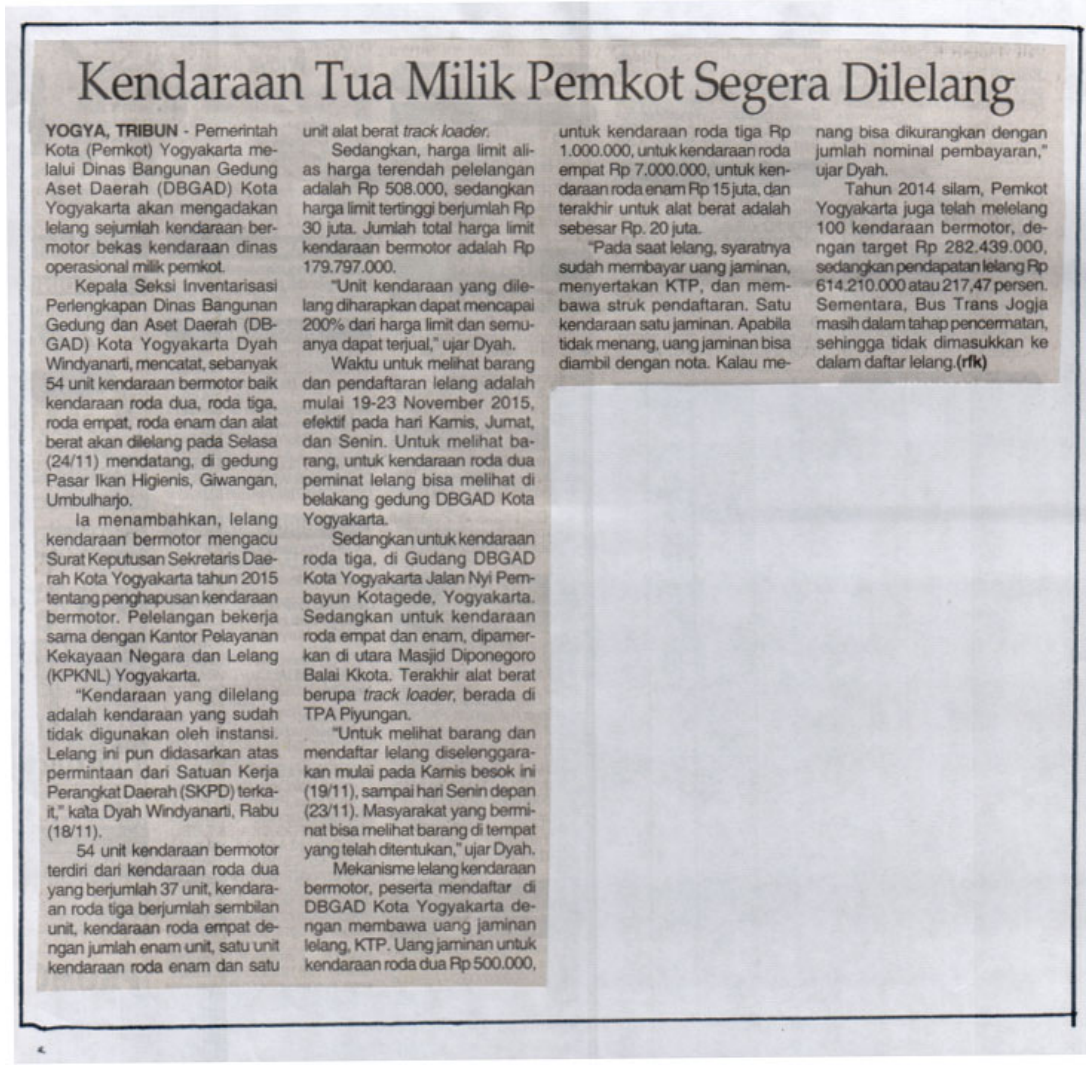 Kendaraan Tua Milik Pemkot Segera Dilelang
YOGYA, TRIBUN - Pemerintah
Kota (Pemkot) Yogyakarta me-
lalui Dinas Bangunan Gedung
Aset Daerah (DBGAD) Kota
Yogyakarta akan mengadakan
lelang sejumlah kendaraan ber-
motor bekas kendaraan dinas
operasional milik pemkot.
Kepala Seksi Inventarisasi
Perlengkapan Dinas Bangunan
Gedung dan Aset Daerah (DB-
GAD) Kota Yogyakarta Dyah
Windyanarti, mencatat, sebanyak
54 unit kendaraan bermotor baik
kendaraan roda dua, roda tiga,
roda empat, roda enam dan alat
berat akan dilelang pada Selasa
(24/11) mendatang, di gedung
Pasar Ikan Higienis, Giwangan,
Umbulharjo.
Ia menambahkan, lelang
kendaraan bermotor mengacu
Surat Keputusan Sekretaris Dae-
rah Kota Yogyakarta tahun 2015
tentang penghapusan kendaraan
bermotor. Pelelangan bekerja
sama dengan Kantor Pelayanan
Kekayaan Negara dan Lelang
(KPKNL) Yogyakarta.
"Kendaraan yang dilelang
adalah kendaraan yang sudah
tidak digunakan oleh instansi.
Lelang ini pun didasarkan atas
permintaan dari Satuan Kerja
Perangkat Daerah (SKPD) terka-
it," kata Dyah Windyanarti, Rabu
(18/11).
54 unit kendaraan bermotor
terdiri dari kendaraan roda dua
yang berjumlah 37 unit, kendara-
an roda tiga berjumlah sembilan
unit, kendaraan roda empat de-
ngan jumlah enam unit, satu unit
kendaraan roda enam dan satu
unit alat berat track loader.
Sedangkan, harga limit ali-
as harga terendah pelelangan
adalah Rp 508.000, sedangkan
harga limit tertinggi berjumlah Rp
30 juta. Jumlah total harga limit
kendaraan bermotor adalah Rp
179.797.000.
"Unit kendaraan yang dile-
lang diharapkan dapat mencapai
200% dari harga limit dan semu-
anya dapat terjual," ujar Dyah.
Waktu untuk melihat barang
dan pendaftaran lelang adalah
mulai 19-23 November 2015,
efektif pada hari Kamis, Jumat,
dan Senin. Untuk melihat ba-
rang, untuk kendaraan roda dua
peminat lelang bisa melihat di
belakang gedung DBGAD Kota
Yogyakarta.
Sedangkan untuk kendaraan
roda tiga, di Gudang DBGAD
Kota Yogyakarta Jalan Nyi Pem-
bayun Kotagede, Yogyakarta.
Sedangkan untuk kendaraan
roda empat dan enam, dipamer-
kan di utara Masjid Diponegoro
Balai Kkota. Terakhir alat berat
berupa track loader, berada di
TPA Piyungan.
"Untuk melihat barang dan
mendaftar lelang diselenggara-
kan mulai pada Kamis besok ini
(19/11), sampai hari Senin depan
(23/11). Masyarakat yang bermi-
nat bisa melihat barang di tempat
yang telah ditentukan," ujar Dyah.
Mekanisme lelang kendaraan
bermotor, peserta mendaftar di
DBGAD Kota Yogyakarta de-
ngan membawa uang jaminan
lelang, KTP. Uang jaminan untuk
kendaraan roda dua Rp 500.000,
untuk kendaraan roda tiga Rp
1.000.000, untuk kendaraan roda
empat Rp 7.000.000, untuk ken-
daraan roda enam Rp 15 juta, dan
terakhir untuk alat berat adalah
sebesar Rp. 20 juta.
"Pada saat lelang, syaratnya
sudah membayar uang jaminan,
menyertakan KTP, dan mem-
bawa struk pendaftaran. Satu
kendaraan satu jaminan. Apabila
tidak menang, uang jaminan bisa
diambil dengan nota. Kalau me-
nang bisa dikurangkan dengan
jumlah nominal pembayaran,"
ujar Dyah.
Tahun 2014 silam, Pemkot
Yogyakarta juga telah melelang
100 kendaraan bermotor, de-
ngan target Rp 282.439.000,
sedangkan pendapatan lelang Rp
614.210.000 atau 217,47 persen.
Sementara, Bus Trans Jogja
masih dalam tahap pencermatan,
sehingga tidak dimasukkan ke
dalam daftar lelang.(rfk)